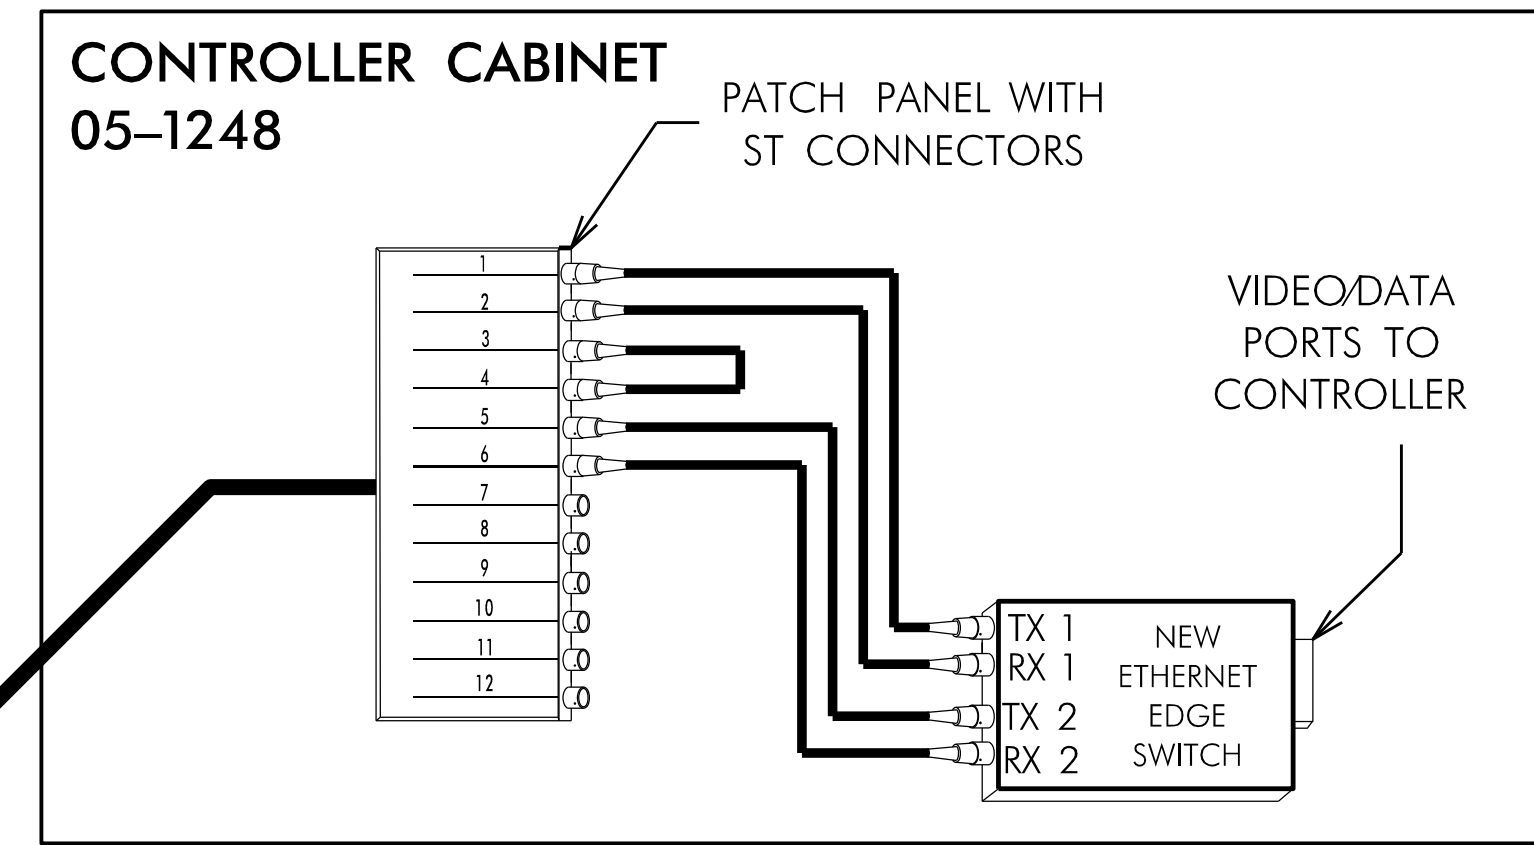 CONTROLLER CABINET
05–1248
PATCH PANEL WITH
ST CONNECTORS
1
2
3
4
5
6
7
8
9
10
11
12
VIDEO/DATA
PORTS TO
CONTROLLER
TX 1
RX 1
TX 2
RX 2
NEW
ETHERNET
EDGE
SWITCH